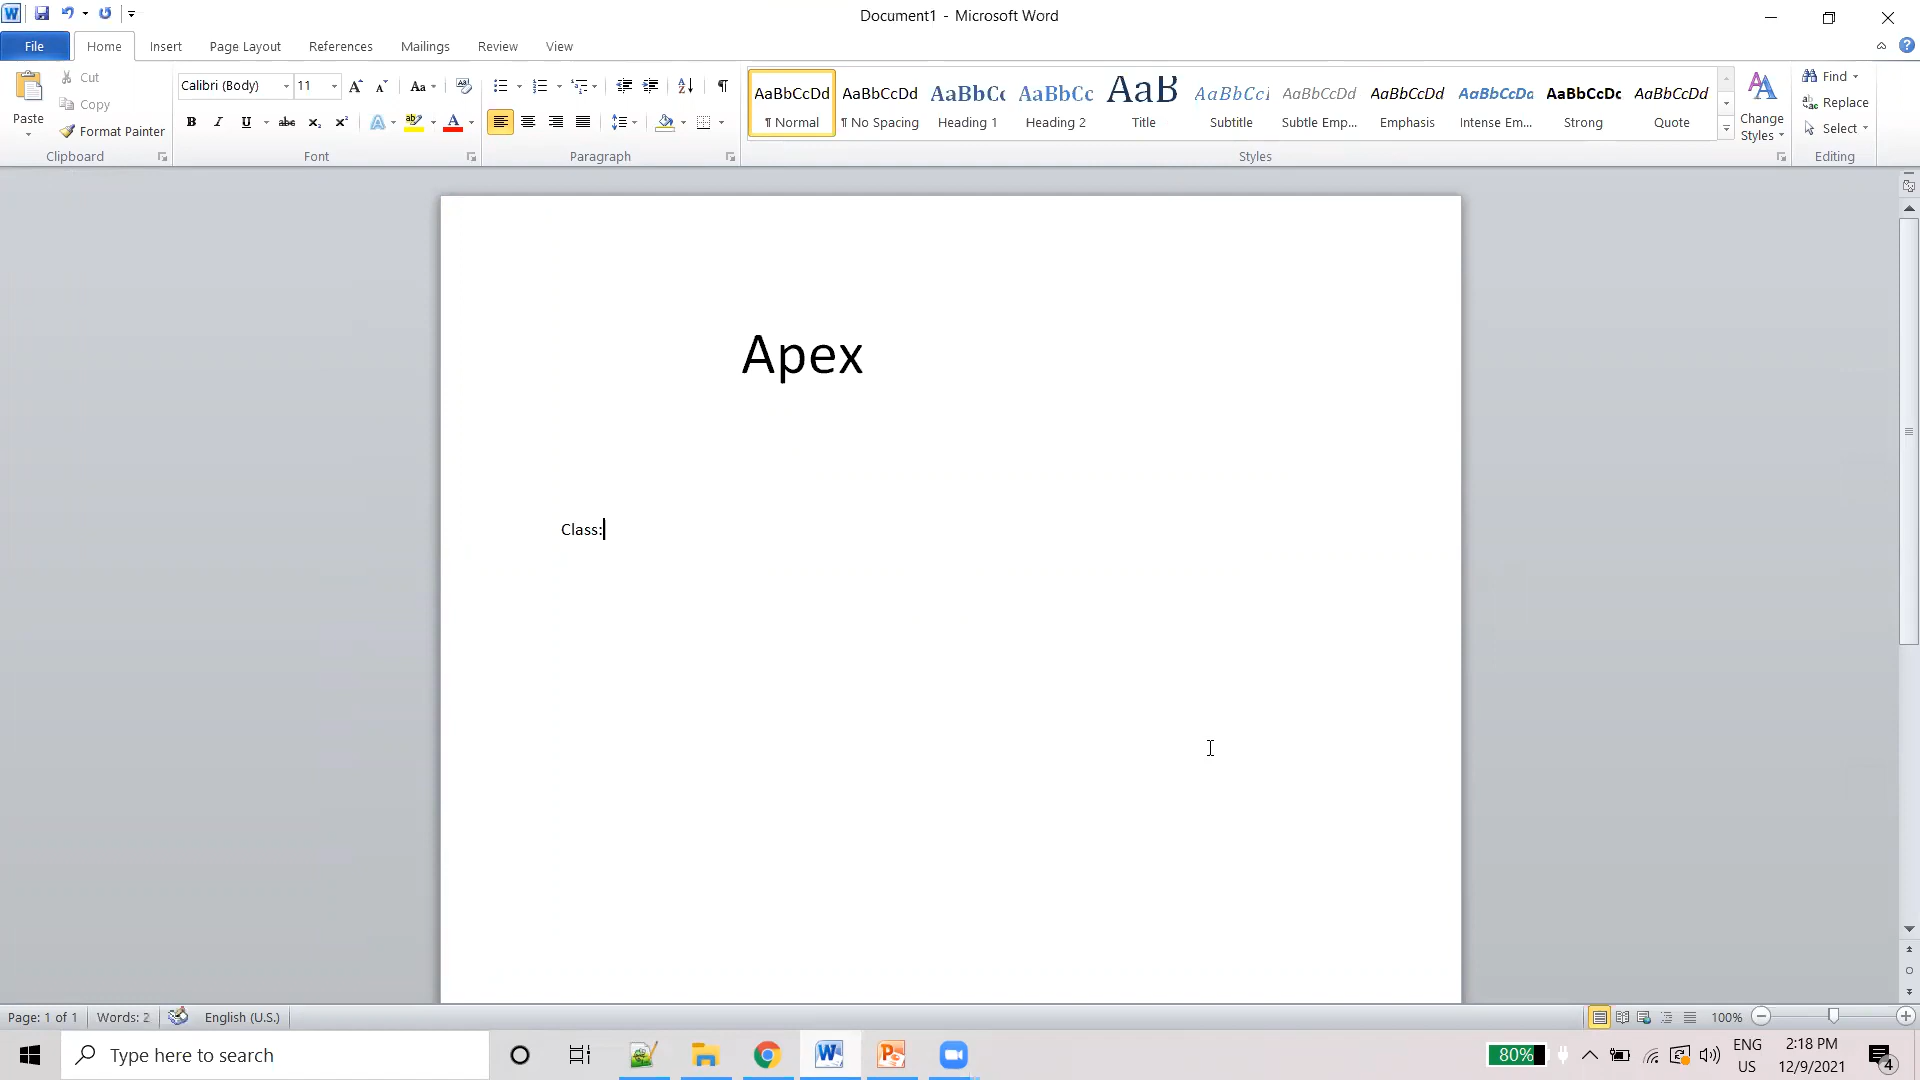 Document1 - Microsoft Word
File Home Insert Page Layout References Mailings Review View
Paste
Cut
Copy
Format Painter
Clipboard
Calibri (Body) 11
Font
Paragraph
AaBbCcDd AaBbCcDd AaBbCc AaBbCc AaB AaBbCcI AaBbCcDd AaBbCcDd AaBbCcDd AaBbCcDc AaBbCcDd
¶ Normal ¶ No Spacing Heading 1 Heading 2 Title Subtitle Subtle Emp... Emphasis Intense Em... Strong Quote
Styles
Change
Styles
Find
Replace
Select
Editing
Apex
Class:
Page: 1 of 1 Words: 2 English (U.S.) 100%
Type here to search
80%
ENG
US
2:18 PM
12/9/2021
4